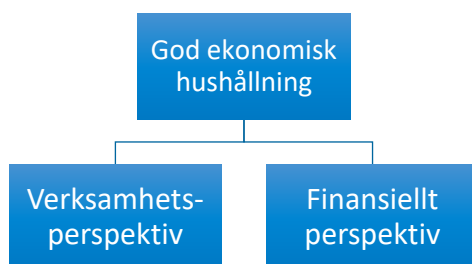 God ekonomisk
hushållning
Verksamhets-
perspektiv
Finansiellt
perspektiv